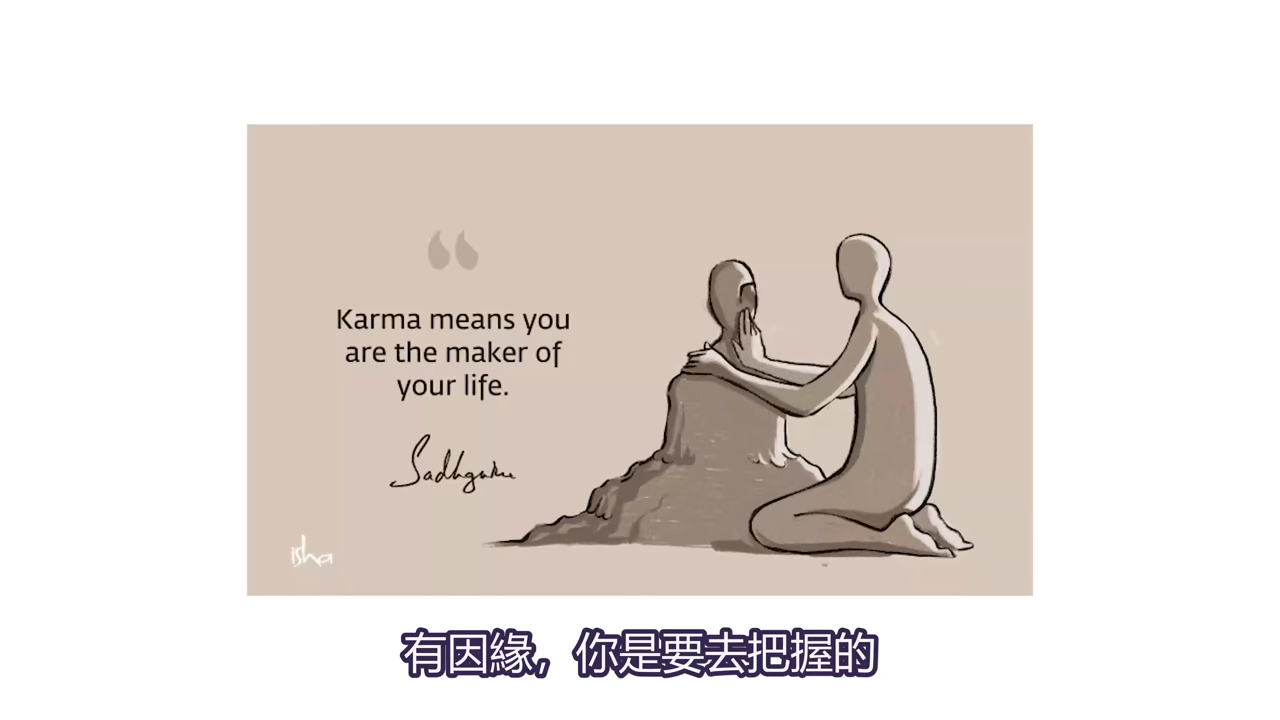 Karma means you
are the maker of
your life.
Sadhguru
isha
有因緣，你是要去把握的